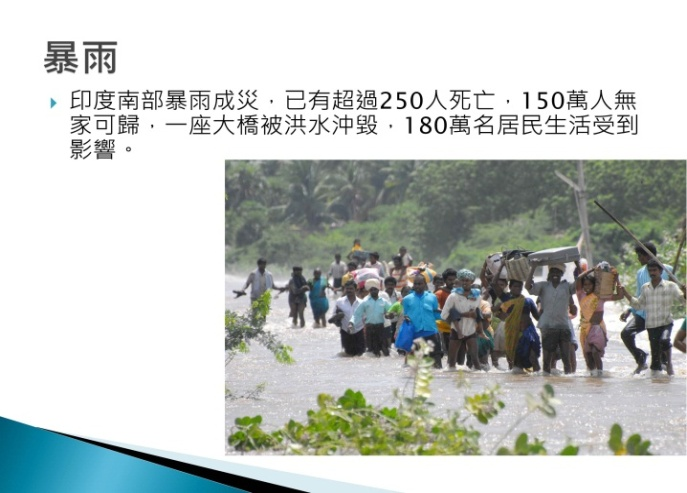 暴雨
印度南部暴雨成災，已有超過250人死亡，150萬人無
家可歸，一座大橋被洪水沖毀，180萬名居民生活受到
影響。